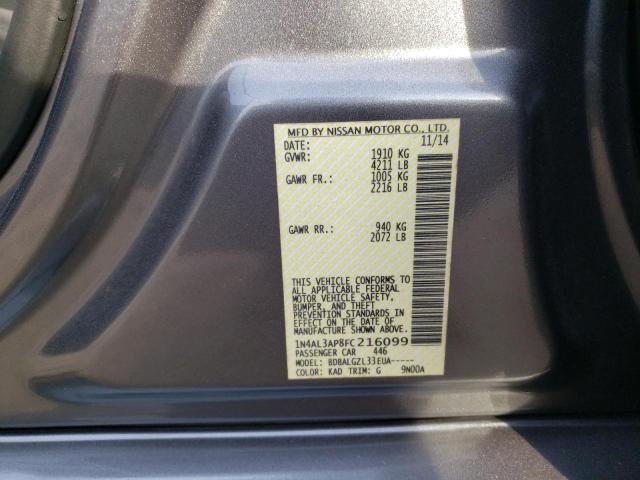 MFD BY NISSAN MOTOR CO., LTD.
DATE: 11/14
GVWR: 1910 KG
4211 LB
GAWR FR.: 1005 KG
2216 LB
GAWR RR.: 940 KG
2072 LB
THIS VEHICLE CONFORMS TO
ALL APPLICABLE FEDERAL
MOTOR VEHICLE SAFETY,
BUMPER, AND THEFT
PREVENTION STANDARDS IN
EFFECT ON THE DATE OF
MANUFACTURE SHOWN ABOVE.
1N4AL3AP8FC216099
PASSENGER CAR 446
MODEL: BDBALGZL33EUA-----
COLOR: KAD TRIM: G 9N00A